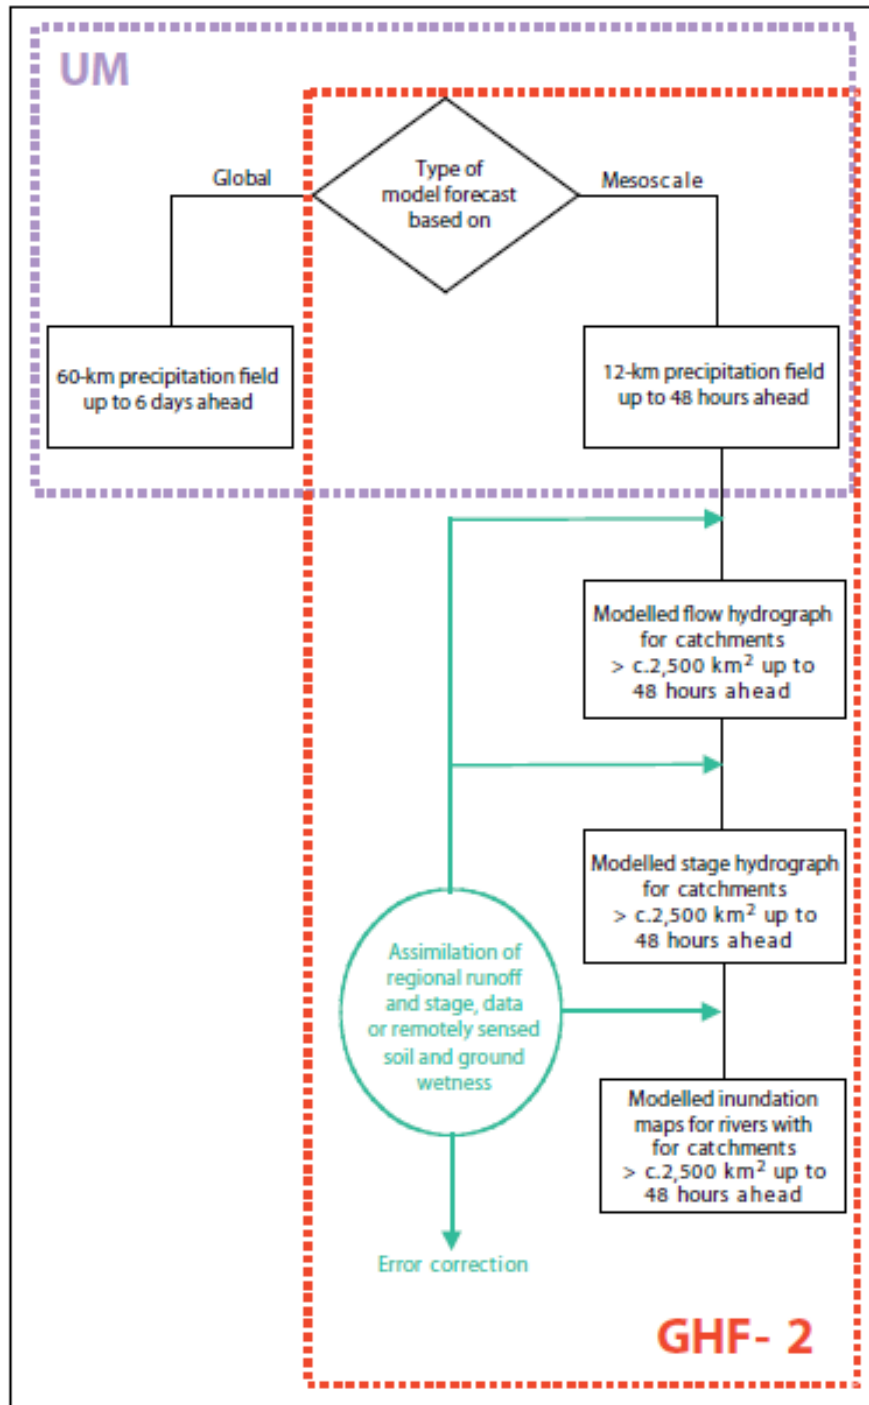 UM
Type of
model forecast
based on
Global
Mesoscale
60-km precipitation field
up to 6 days ahead
12-km precipitation field
up to 48 hours ahead
Modelled flow hydrograph
for catchments
> c.2,500 km² up to
48 hours ahead
Modelled stage hydrograph
for catchments
> c.2,500 km² up to
48 hours ahead
Assimilation of
regional runoff
and stage, data
or remotely sensed
soil and ground
wetness
Modelled inundation
maps for rivers with
for catchments
> c.2,500 km² up to
48 hours ahead
Error correction
GHF- 2